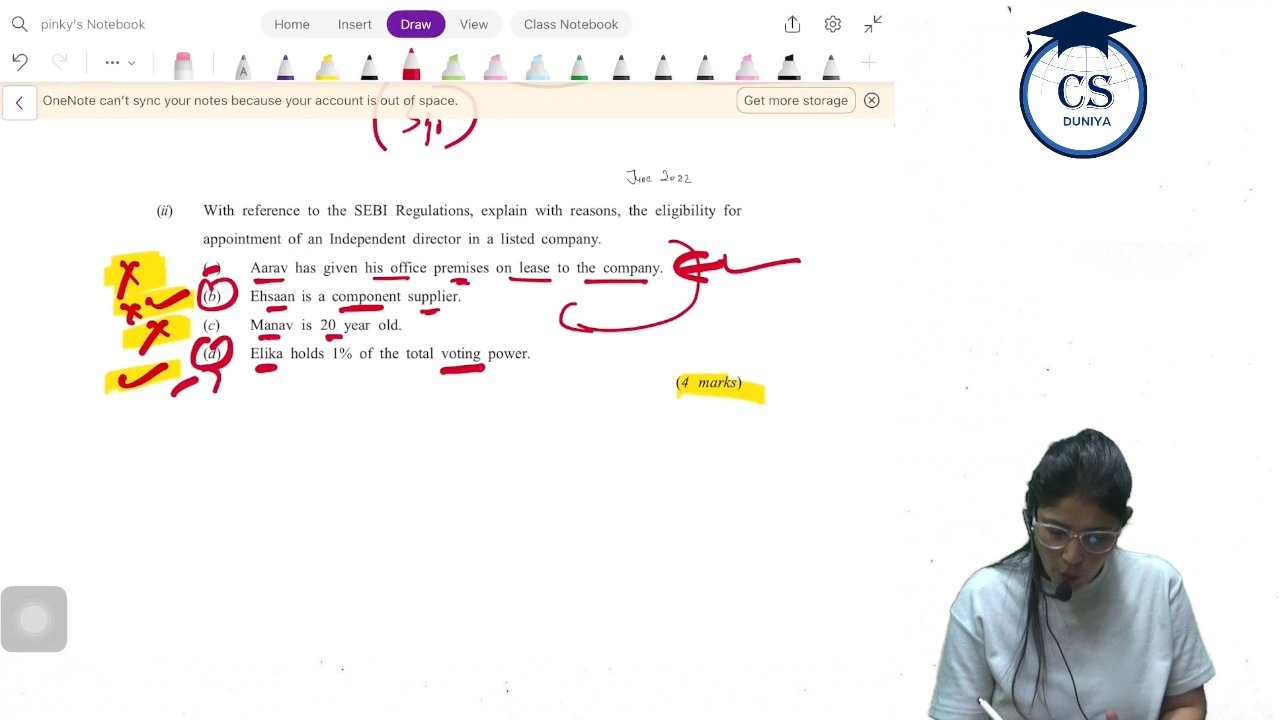 pinky's Notebook
Home Insert Draw View Class Notebook
A
OneNote can't sync your notes because your account is out of space.
Get more storage
CS
DUNIYA
June 2022
(ii) With reference to the SEBI Regulations, explain with reasons, the eligibility for
appointment of an Independent director in a listed company.
Aarav has given his office premises on lease to the company.
(b) Ehsaan is a component supplier.
(c) Manav is 20 year old.
(d) Elika holds 1% of the total voting power.
(4 marks)